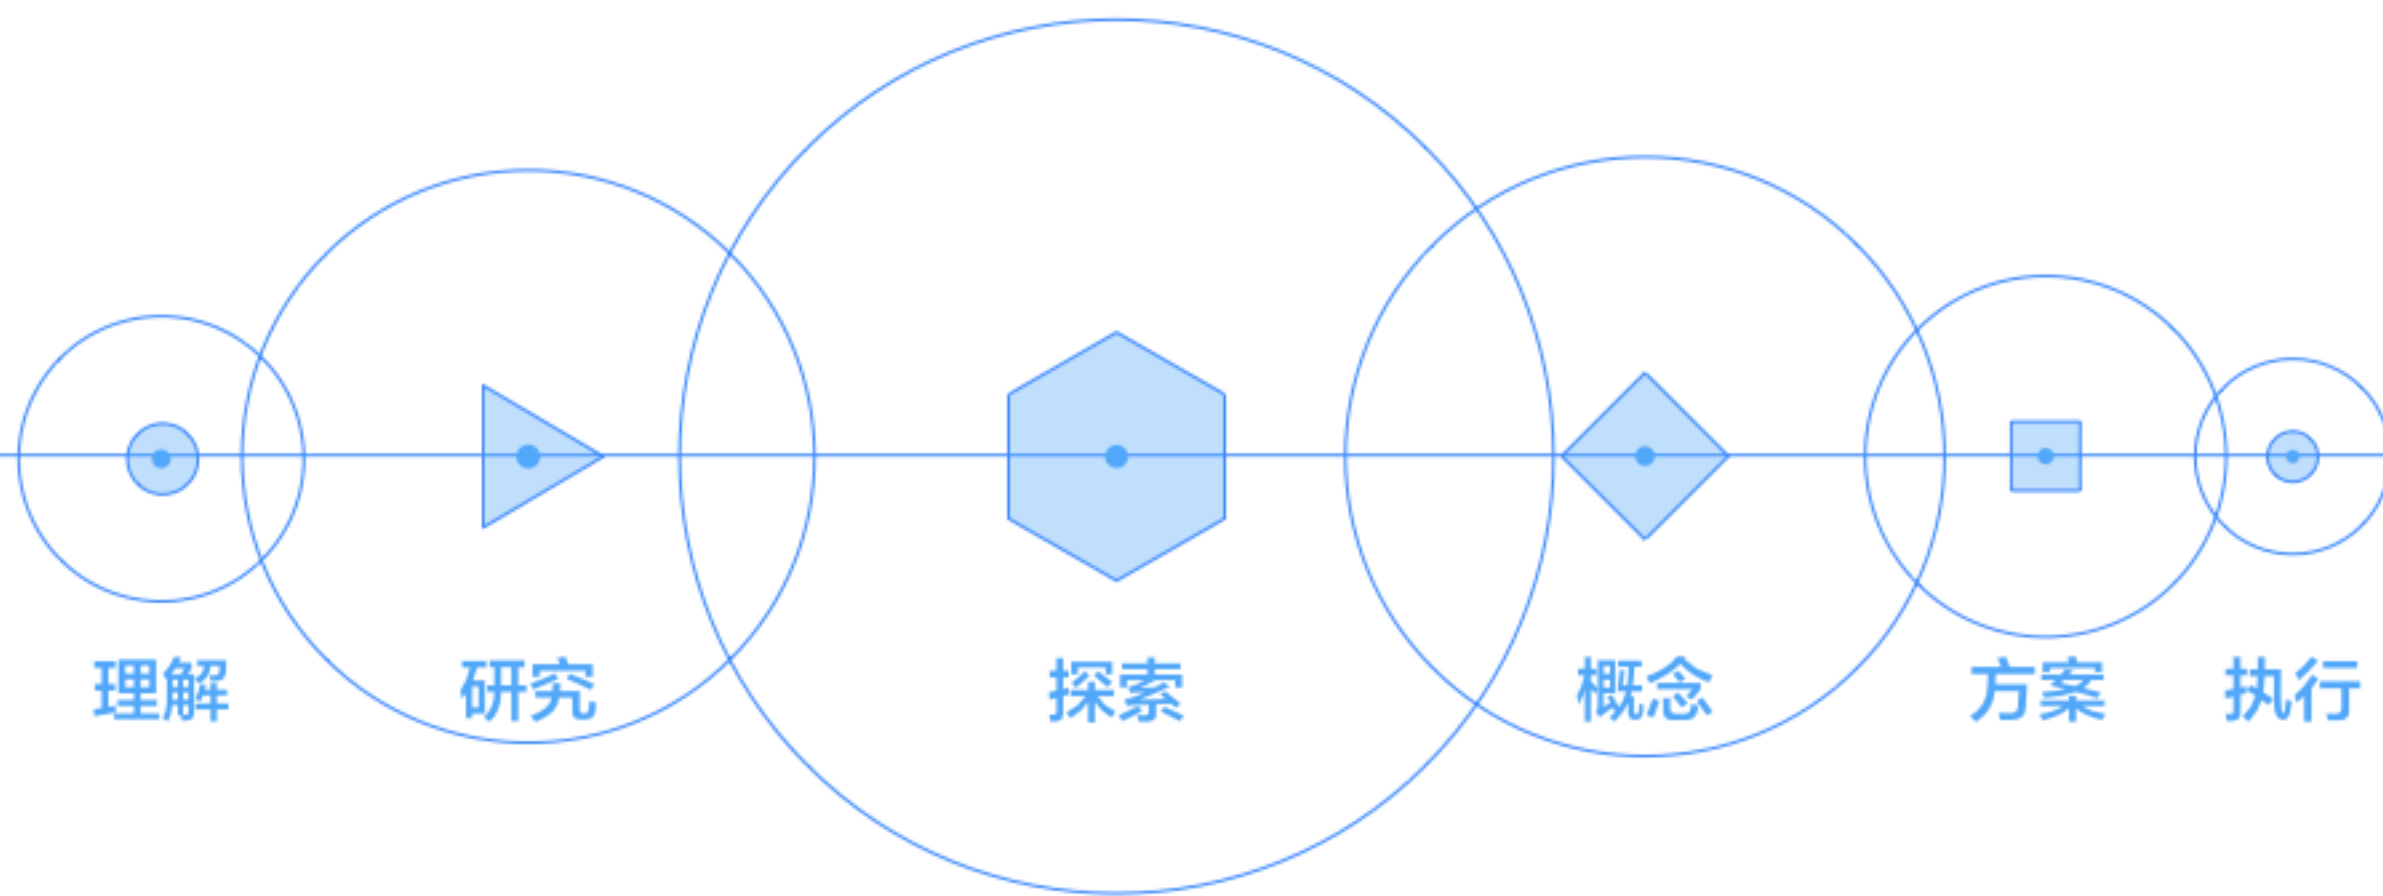 理解 研究 探索 概念 方案 执行